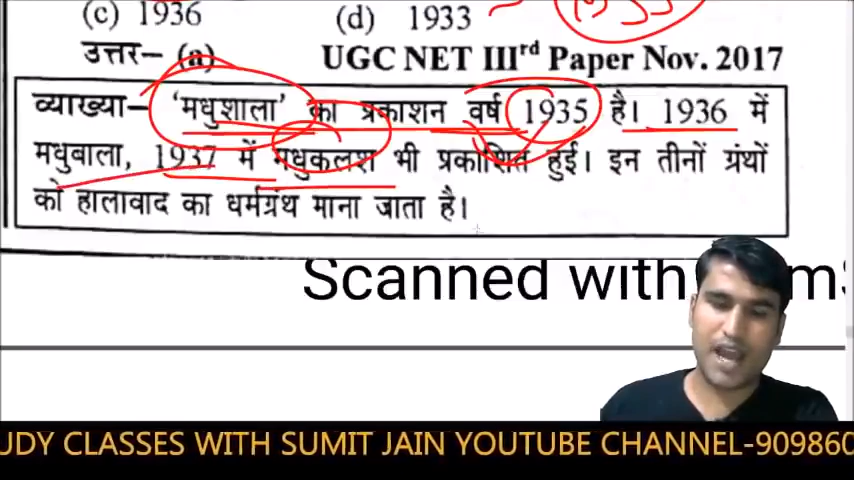 (c) 1936 (d) 1933
उत्तर– (a) UGC NET IIIrd Paper Nov. 2017
व्याख्या– 'मधुशाला' का प्रकाशन वर्ष 1935 है। 1936 में
मधुबाला, 1937 में मधुकलश भी प्रकाशित हुई। इन तीनों ग्रंथों
को हालावाद का धर्मग्रंथ माना जाता है।
Scanned with
UDY CLASSES WITH SUMIT JAIN YOUTUBE CHANNEL-909860